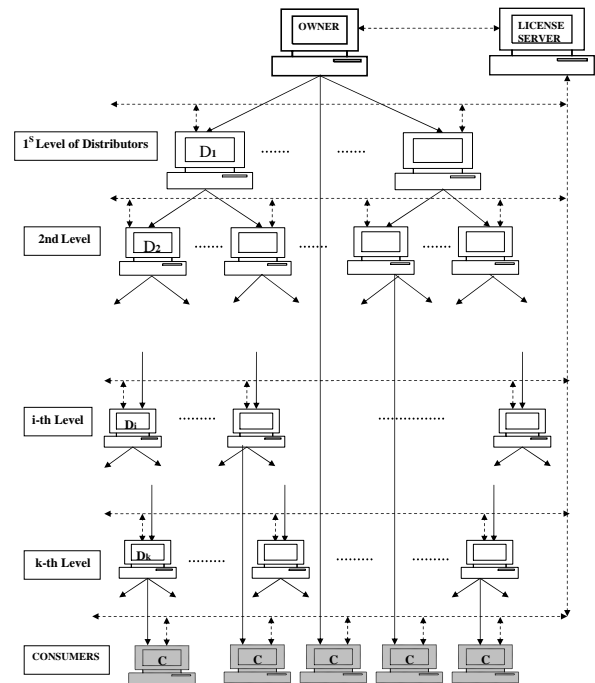 OWNER
LICENSE
SERVER
1S Level of Distributors
D1
........ ........
2nd Level
D2
........ ........ ........
i-th Level
Di
k-th Level
Dk
CONSUMERS
C C C C C